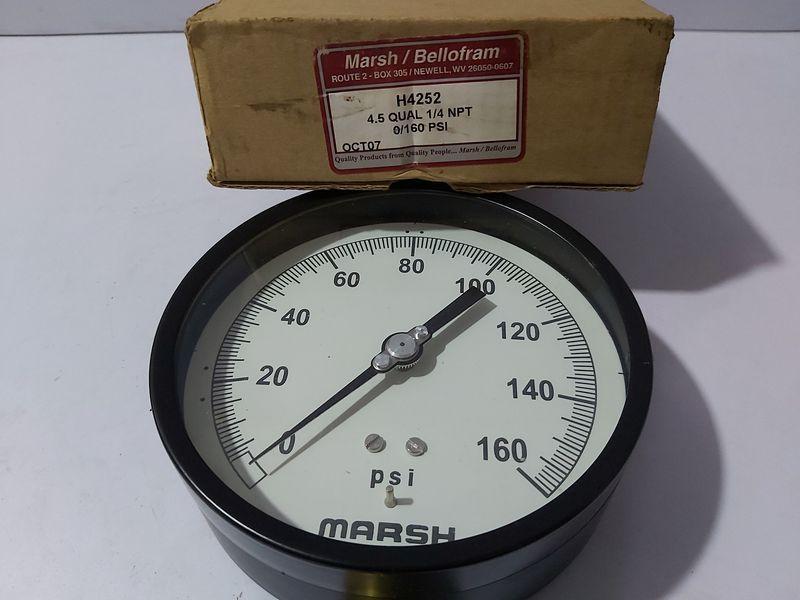 Marsh / Bellofram
ROUTE 2 - BOX 305 / NEWELL, WV 26050-0607
H4252
4.5 QUAL 1/4 NPT
0/160 PSI
OCT07
Quality Products from Quality People.... Marsh / Bellofram
80
60
100
40
120
20
140
0
160
psi
MARSH